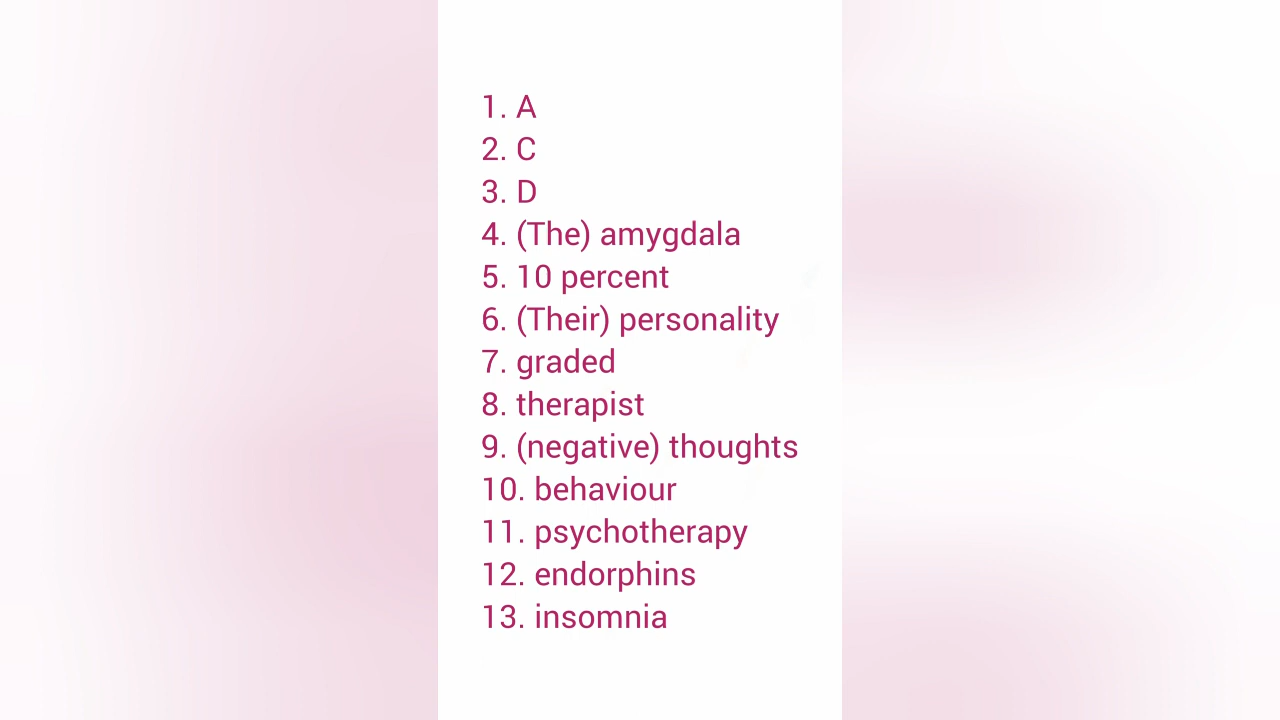 1. A
2. C
3. D
4. (The) amygdala
5. 10 percent
6. (Their) personality
7. graded
8. therapist
9. (negative) thoughts
10. behaviour
11. psychotherapy
12. endorphins
13. insomnia